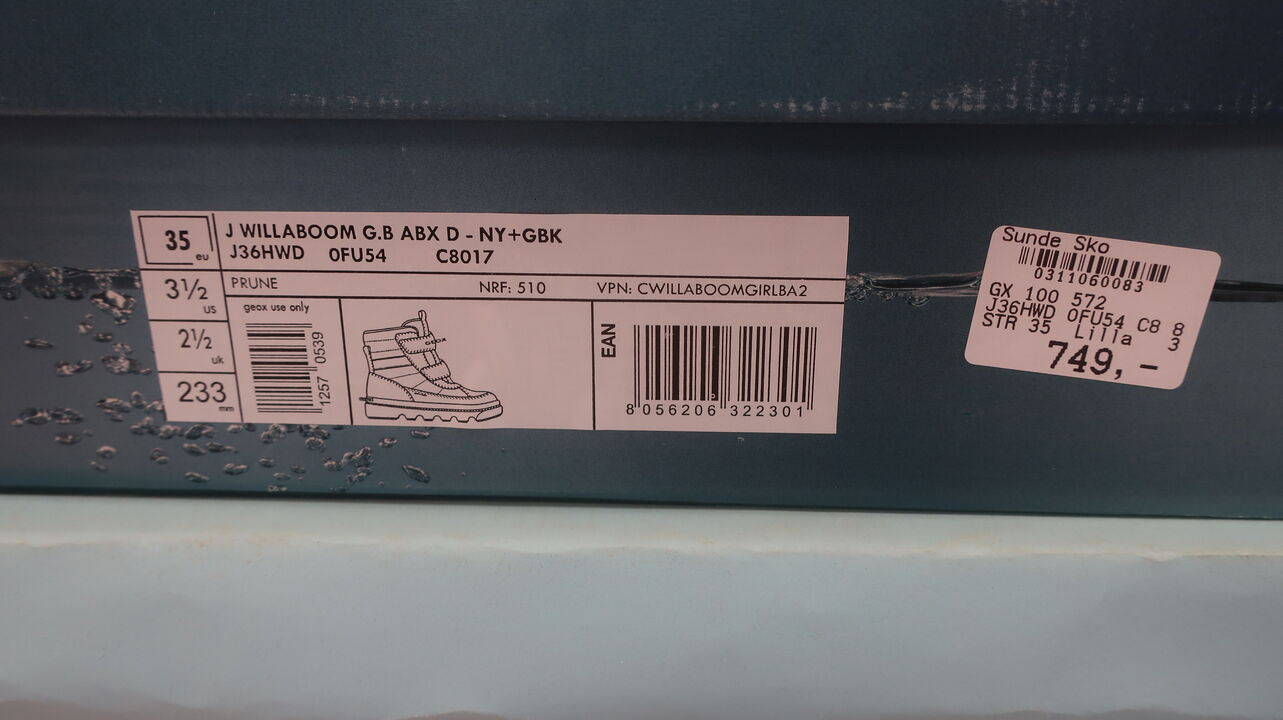 35 eu
J WILLABOOM G.B ABX D - NY+GBK
J36HWD 0FU54 C8017
3½ us
PRUNE NRF: 510 VPN: CWILLABOOMGIRLBA2
2½ uk
233 mm
geox use only
1257 0539
GEOX
EAN
8 056206 322301
Sunde Sko
0311060083
GX 100 572
J36HWD 0FU54 C8 8
STR 35 Lilla 3
749,-